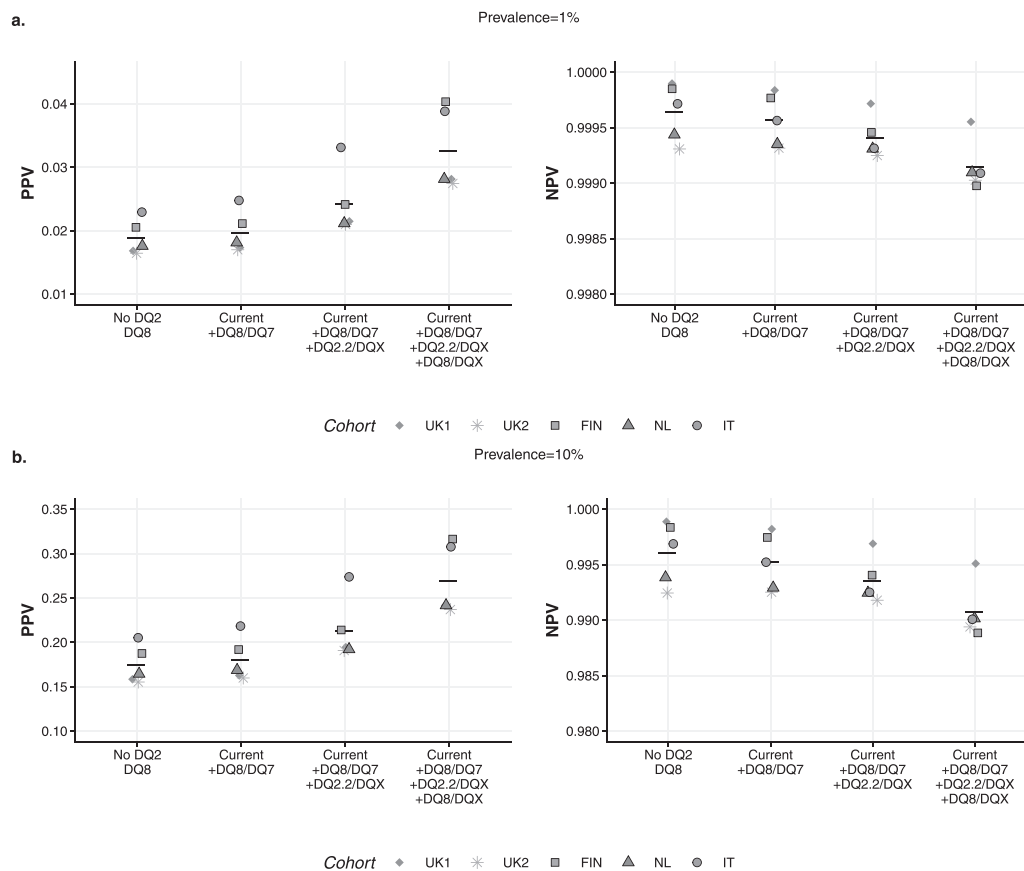 a.
Prevalence=1%
PPV
0.04
0.03
0.02
0.01
No DQ2
DQ8
Current
+DQ8/DQ7
Current
+DQ8/DQ7
+DQ2.2/DQX
Current
+DQ8/DQ7
+DQ2.2/DQX
+DQ8/DQX
NPV
1.0000
0.9995
0.9990
0.9985
0.9980
No DQ2
DQ8
Current
+DQ8/DQ7
Current
+DQ8/DQ7
+DQ2.2/DQX
Current
+DQ8/DQ7
+DQ2.2/DQX
+DQ8/DQX
Cohort UK1 UK2 FIN NL IT
b.
Prevalence=10%
PPV
0.35
0.30
0.25
0.20
0.15
0.10
No DQ2
DQ8
Current
+DQ8/DQ7
Current
+DQ8/DQ7
+DQ2.2/DQX
Current
+DQ8/DQ7
+DQ2.2/DQX
+DQ8/DQX
NPV
1.000
0.995
0.990
0.985
0.980
No DQ2
DQ8
Current
+DQ8/DQ7
Current
+DQ8/DQ7
+DQ2.2/DQX
Current
+DQ8/DQ7
+DQ2.2/DQX
+DQ8/DQX
Cohort UK1 UK2 FIN NL IT